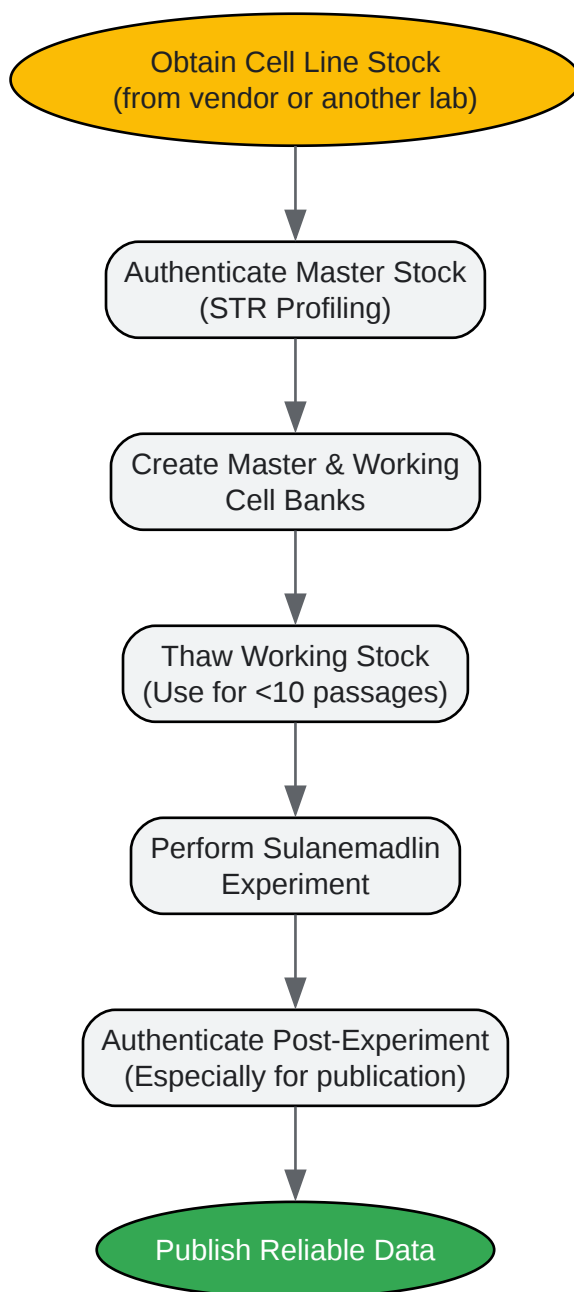 Obtain Cell Line Stock
(from vendor or another lab)
Authenticate Master Stock
(STR Profiling)
Create Master & Working
Cell Banks
Thaw Working Stock
(Use for <10 passages)
Perform Sulanemadlin
Experiment
Authenticate Post-Experiment
(Especially for publication)
Publish Reliable Data